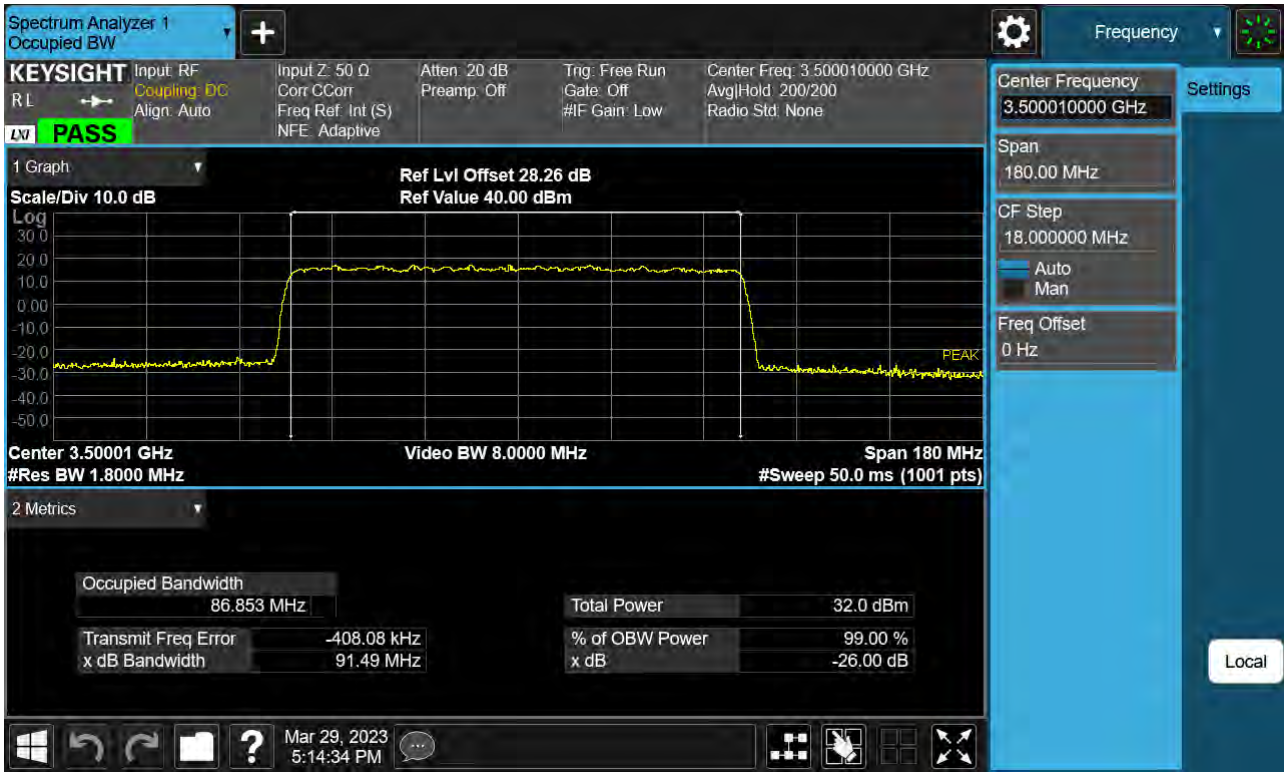 Spectrum Analyzer 1
Occupied BW
+
Frequency
KEYSIGHT
RL
LXI
PASS
Input: RF
Coupling: DC
Align: Auto
Input Z: 50 Ω
Corr CCorr
Freq Ref: Int (S)
NFE: Adaptive
Atten: 20 dB
Preamp: Off
Trig: Free Run
Gate: Off
#IF Gain: Low
Center Freq: 3.500010000 GHz
Avg|Hold: 200/200
Radio Std: None
Center Frequency
3.500010000 GHz
Settings
Span
180.00 MHz
CF Step
18.000000 MHz
Auto
Man
Freq Offset
0 Hz
Local
1 Graph
Scale/Div 10.0 dB
Ref Lvl Offset 28.26 dB
Ref Value 40.00 dBm
Log
30.0
20.0
10.0
0.00
-10.0
-20.0
-30.0
-40.0
-50.0
PEAK
Center 3.50001 GHz
Video BW 8.0000 MHz
Span 180 MHz
#Res BW 1.8000 MHz
#Sweep 50.0 ms (1001 pts)
2 Metrics
Occupied Bandwidth
86.853 MHz
Total Power 32.0 dBm
Transmit Freq Error -408.08 kHz
% of OBW Power 99.00 %
x dB Bandwidth 91.49 MHz
x dB -26.00 dB
?
Mar 29, 2023
5:14:34 PM